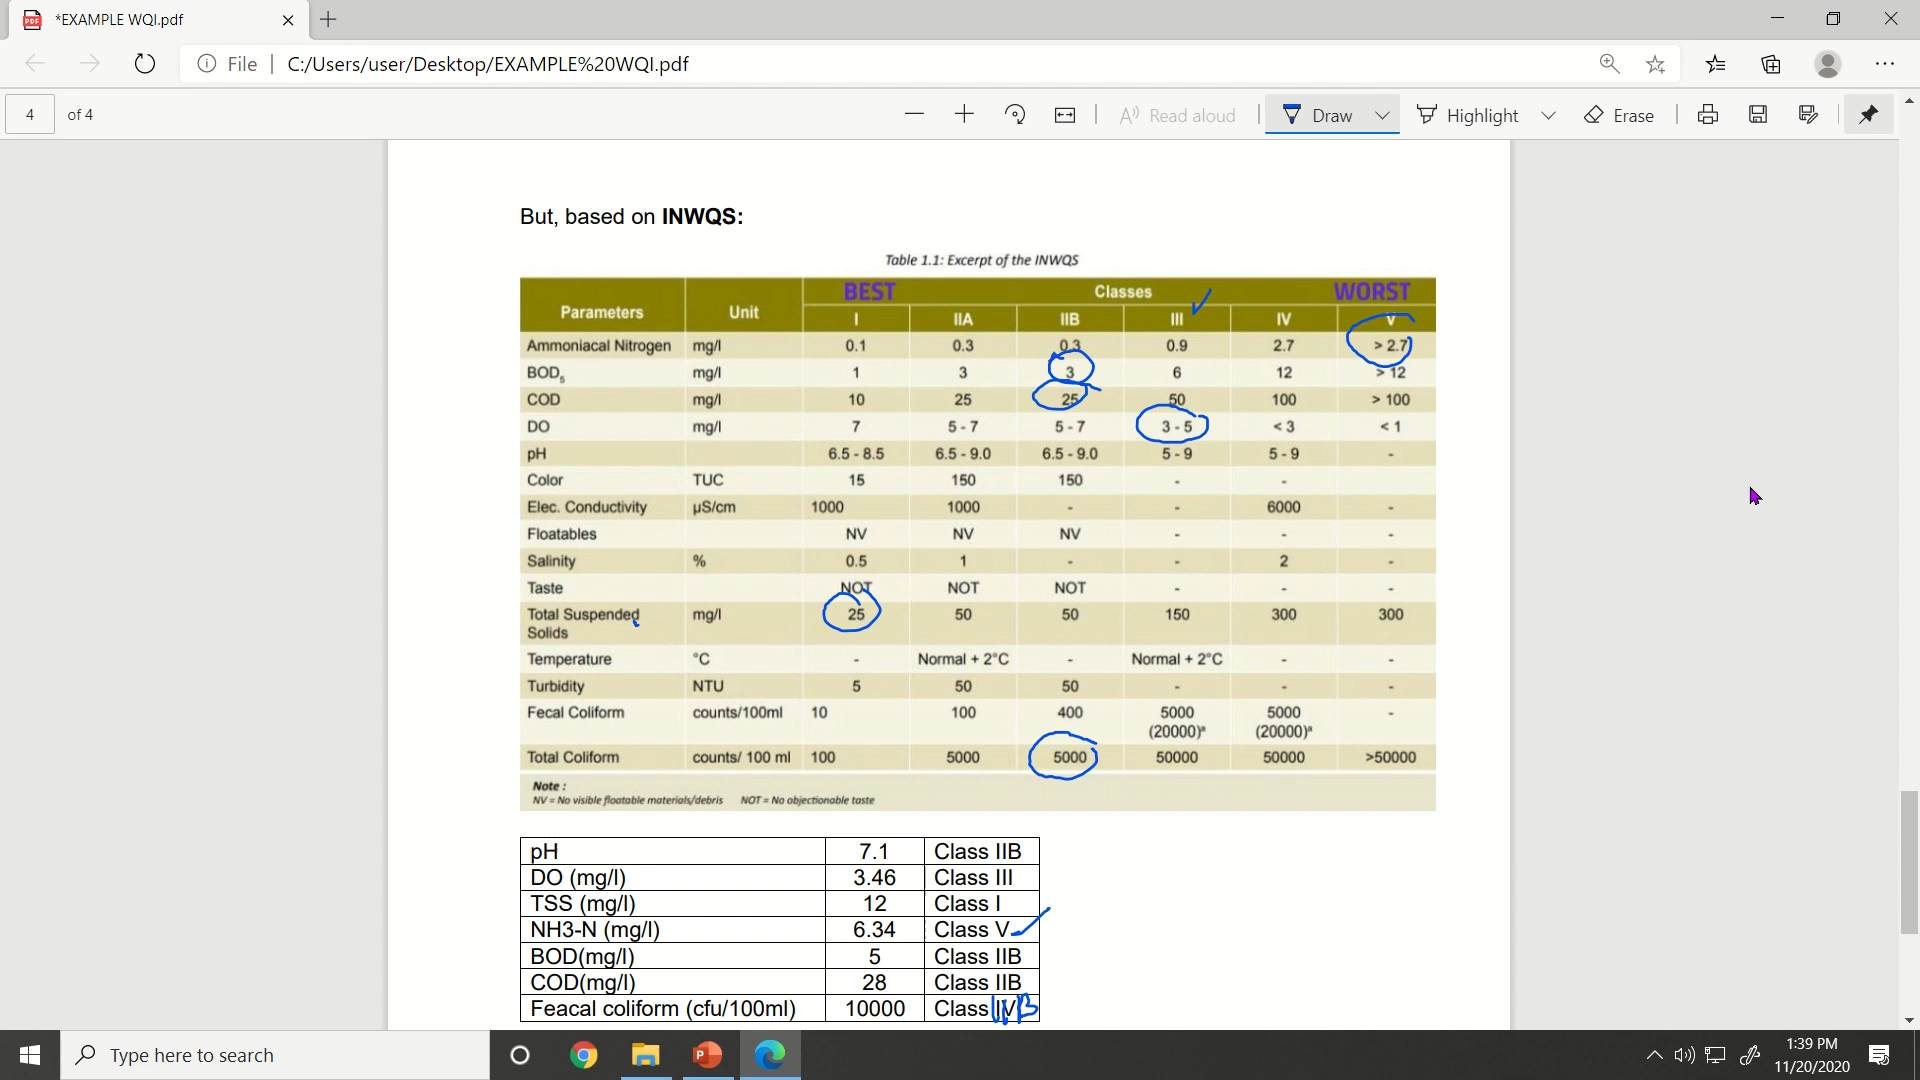 *EXAMPLE WQI.pdf
File | C:/Users/user/Desktop/EXAMPLE%20WQI.pdf
4 of 4 Read aloud Draw Highlight Erase
But, based on INWQS:
Table 1.1: Excerpt of the INWQS
BEST Classes WORST
Parameters Unit
I IIA IIB III IV V
Ammoniacal Nitrogen mg/l 0.1 0.3 0.3 0.9 2.7 > 2.7
BOD5 mg/l 1 3 3 6 12 > 12
COD mg/l 10 25 25 50 100 > 100
DO mg/l 7 5 - 7 5 - 7 3 - 5 < 3 < 1
pH 6.5 - 8.5 6.5 - 9.0 6.5 - 9.0 5 - 9 5 - 9 -
Color TUC 15 150 150 - -
Elec. Conductivity µS/cm 1000 1000 - - 6000 -
Floatables NV NV NV - - -
Salinity % 0.5 1 - - 2 -
Taste NOT NOT NOT - - -
Total Suspended mg/l 25 50 50 150 300 300
Solids
Temperature °C - Normal + 2°C - Normal + 2°C - -
Turbidity NTU 5 50 50 - - -
Fecal Coliform counts/100ml 10 100 400 5000 5000 -
(20000)ª (20000)ª
Total Coliform counts/ 100 ml 100 5000 5000 50000 50000 >50000
Note :
NV = No visible floatable materials/debris NOT = No objectionable taste
pH 7.1 Class IIB
DO (mg/l) 3.46 Class III
TSS (mg/l) 12 Class I
NH3-N (mg/l) 6.34 Class V
BOD(mg/l) 5 Class IIB
COD(mg/l) 28 Class IIB
Feacal coliform (cfu/100ml) 10000 Class
Type here to search
1:39 PM
11/20/2020